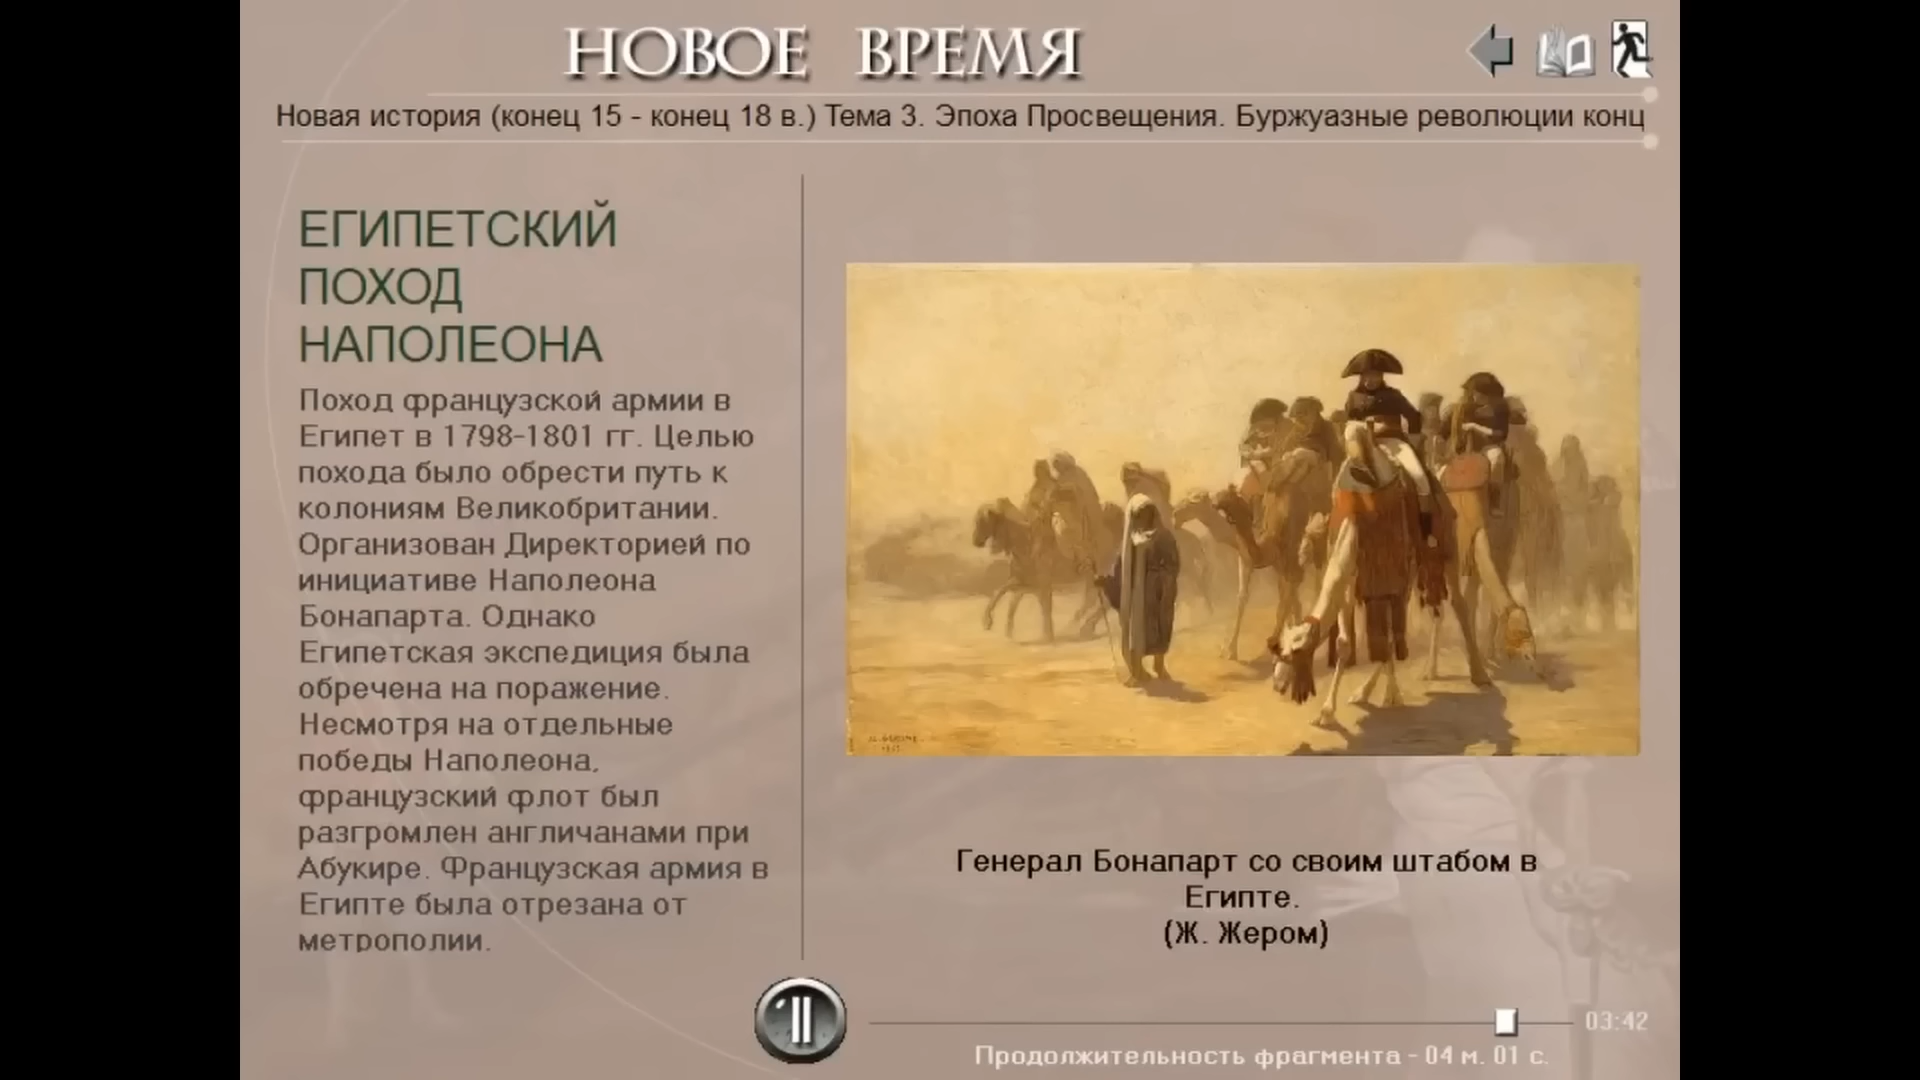 НОВОЕ ВРЕМЯ
Новая история (конец 15 - конец 18 в.) Тема 3. Эпоха Просвещения. Буржуазные революции конц
ЕГИПЕТСКИЙ
ПОХОД
НАПОЛЕОНА
Поход французской армии в
Египет в 1798-1801 гг. Целью
похода было обрести путь к
колониям Великобритании.
Организован Директорией по
инициативе Наполеона
Бонапарта. Однако
Египетская экспедиция была
обречена на поражение.
Несмотря на отдельные
победы Наполеона,
французский флот был
разгромлен англичанами при
Абукире. Французская армия в
Египте была отрезана от
метрополии.
Генерал Бонапарт со своим штабом в
Египте.
(Ж. Жером)
03:42
Продолжительность фрагмента - 04 м. 01 с.